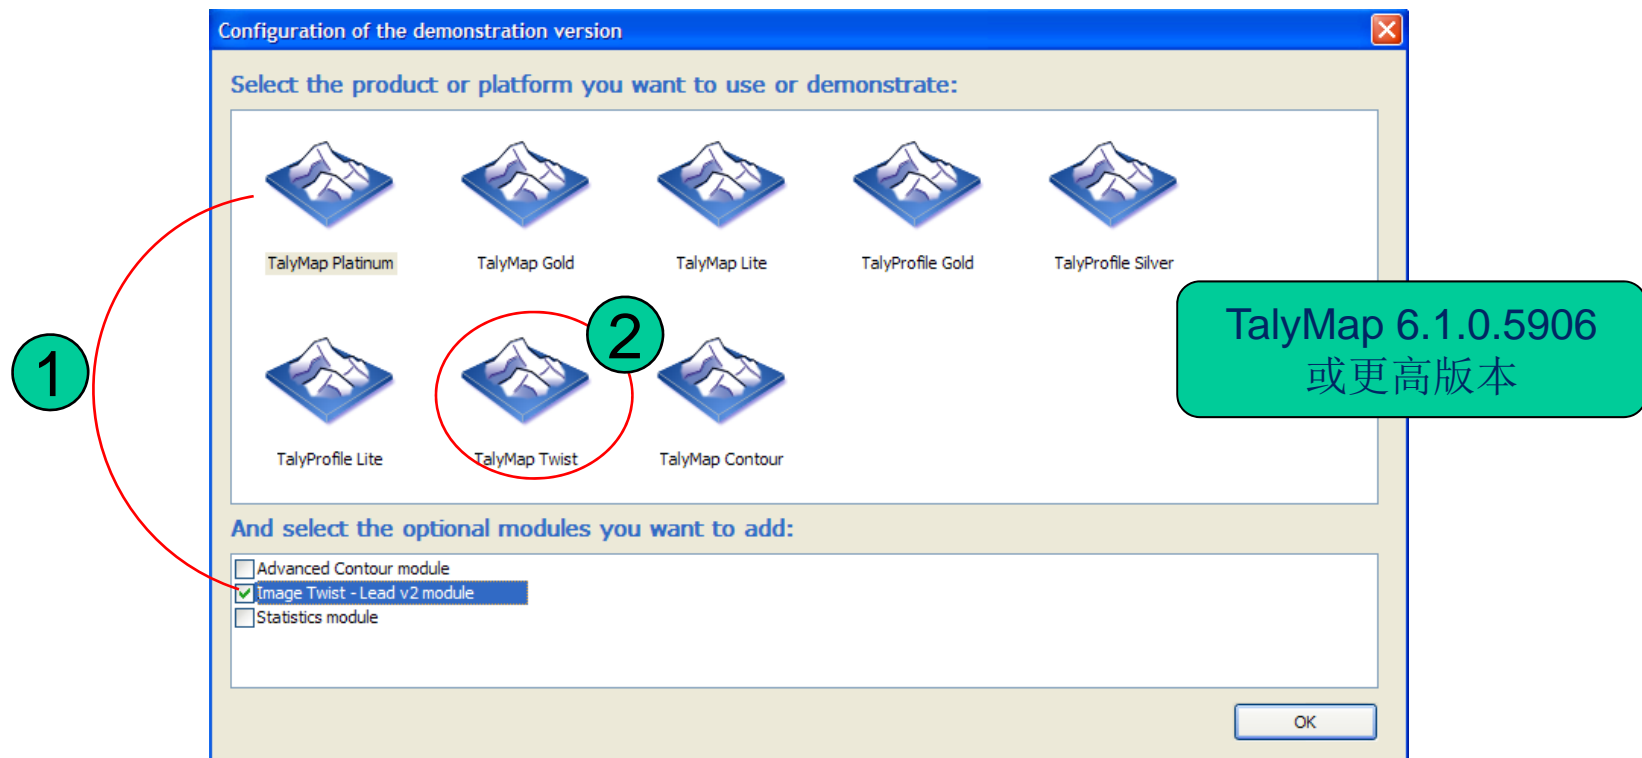 Configuration of the demonstration version
Select the product or platform you want to use or demonstrate:
TalyMap Platinum
TalyMap Gold
TalyMap Lite
TalyProfile Gold
TalyProfile Silver
1
2
TalyMap 6.1.0.5906
或更高版本
TalyProfile Lite
TalyMap Twist
TalyMap Contour
And select the optional modules you want to add:
Advanced Contour module
Image Twist - Lead v2 module
Statistics module
OK